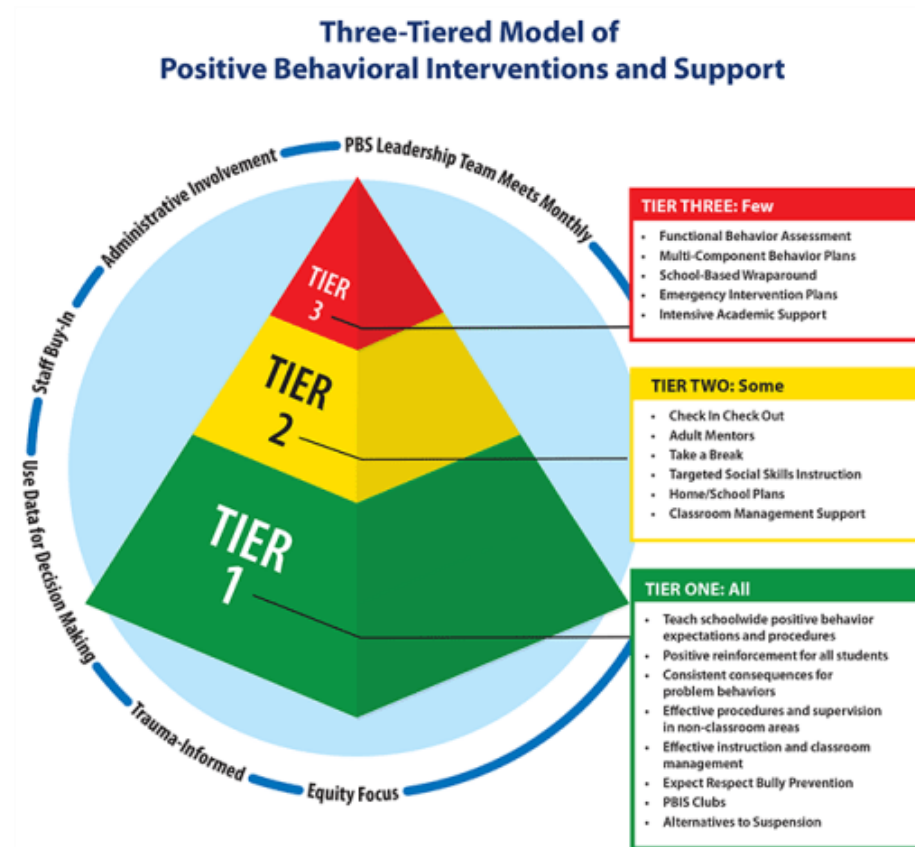 Three-Tiered Model of
Positive Behavioral Interventions and Support
PBS Leadership Team Meets Monthly
Administrative Involvement
Staff Buy-In
Use Data for Decision Making
Trauma-Informed
Equity Focus
TIER
3
TIER
2
TIER
1
TIER THREE: Few
• Functional Behavior Assessment
• Multi-Component Behavior Plans
• School-Based Wraparound
• Emergency Intervention Plans
• Intensive Academic Support
TIER TWO: Some
• Check In Check Out
• Adult Mentors
• Take a Break
• Targeted Social Skills Instruction
• Home/School Plans
• Classroom Management Support
TIER ONE: All
• Teach schoolwide positive behavior
expectations and procedures
• Positive reinforcement for all students
• Consistent consequences for
problem behaviors
• Effective procedures and supervision
in non-classroom areas
• Effective instruction and classroom
management
• Expect Respect Bully Prevention
• PBIS Clubs
• Alternatives to Suspension